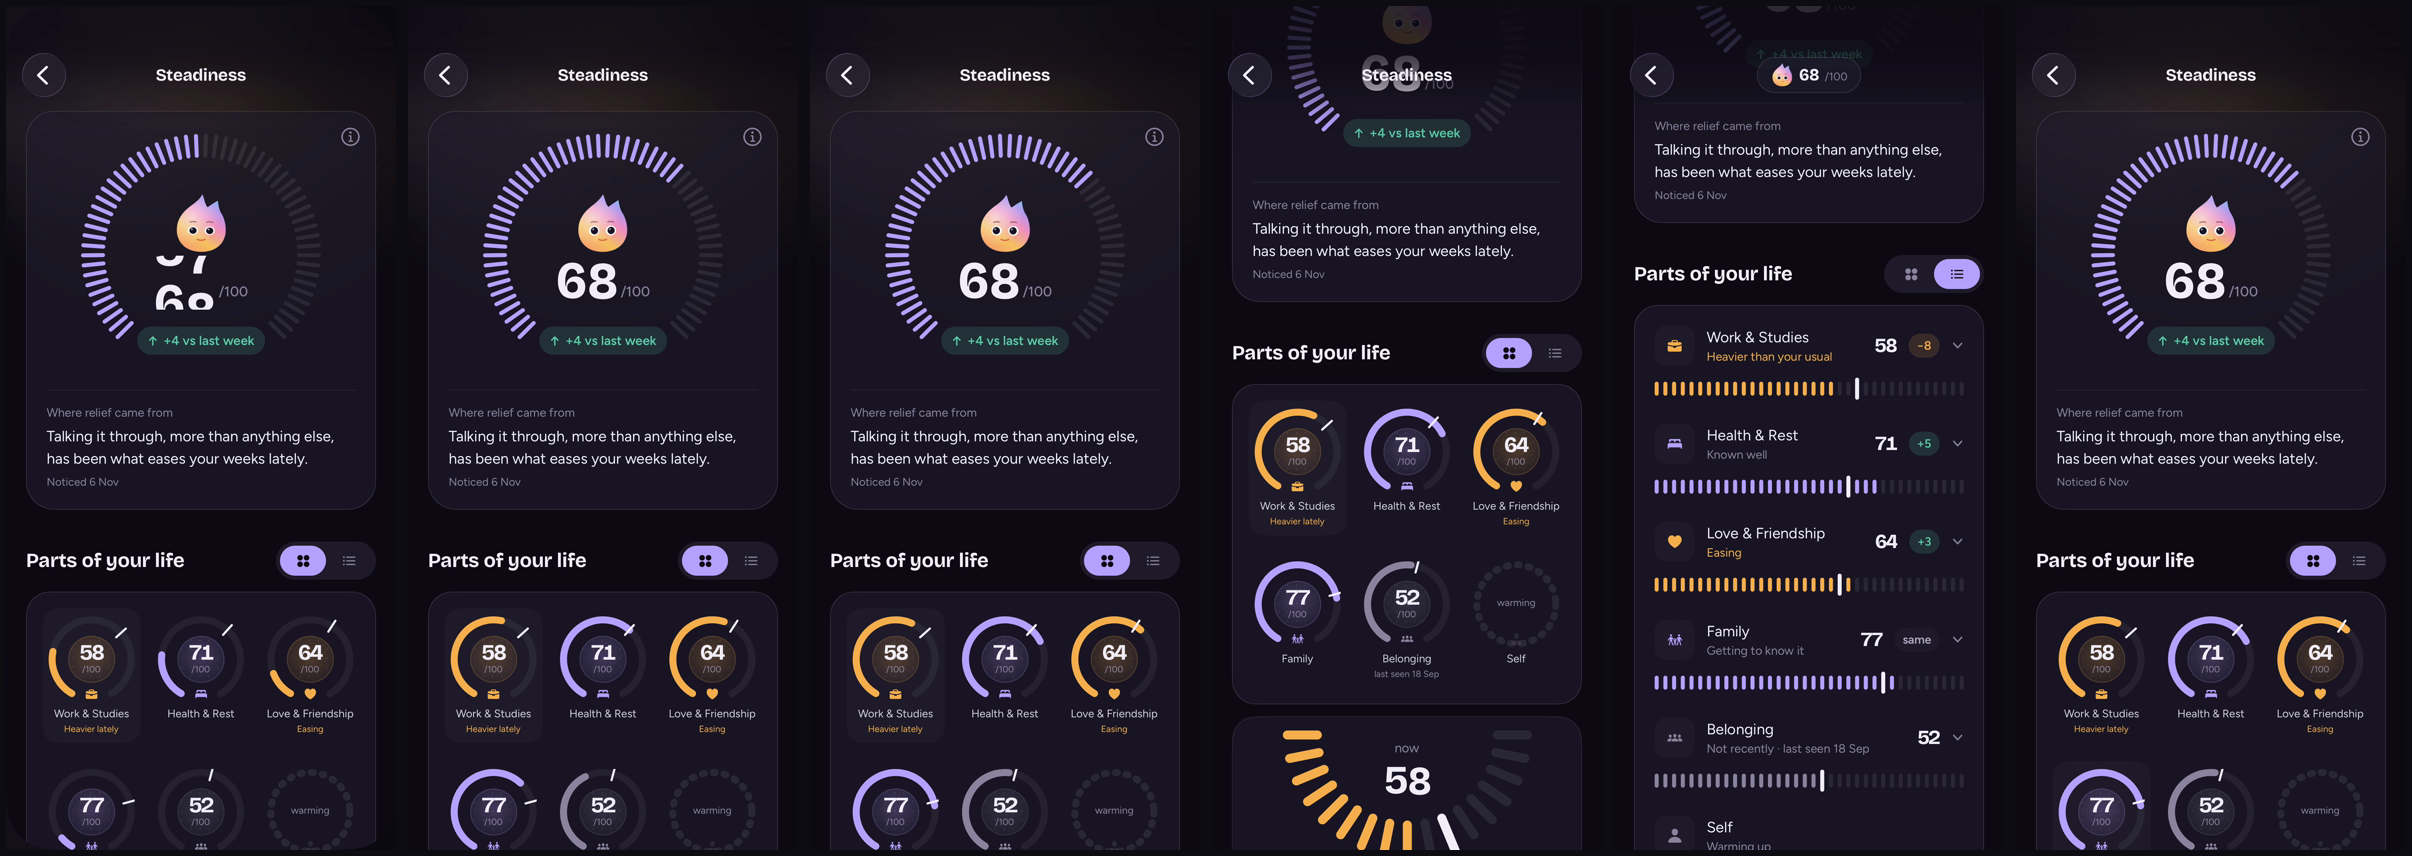 Steadiness
67
68
/100
+4 vs last week
Where relief came from
Talking it through, more than anything else,
has been what eases your weeks lately.
Noticed 6 Nov
Parts of your life
58
/100
Work & Studies
Heavier lately
71
/100
Health & Rest
64
/100
Love & Friendship
Easing
77
/100
52
/100
warming
Steadiness
68 /100
+4 vs last week
Where relief came from
Talking it through, more than anything else,
has been what eases your weeks lately.
Noticed 6 Nov
Parts of your life
58
/100
Work & Studies
Heavier lately
71
/100
Health & Rest
64
/100
Love & Friendship
Easing
77
/100
52
/100
warming
Steadiness
68 /100
+4 vs last week
Where relief came from
Talking it through, more than anything else,
has been what eases your weeks lately.
Noticed 6 Nov
Parts of your life
58
/100
Work & Studies
Heavier lately
71
/100
Health & Rest
64
/100
Love & Friendship
Easing
77
/100
52
/100
warming
Steadiness
68 /100
+4 vs last week
Where relief came from
Talking it through, more than anything else,
has been what eases your weeks lately.
Noticed 6 Nov
Parts of your life
58
/100
Work & Studies
Heavier lately
71
/100
Health & Rest
64
/100
Love & Friendship
Easing
77
/100
Family
52
/100
Belonging
last seen 18 Sep
warming
Self
now
58
+4 vs last week
68 /100
Where relief came from
Talking it through, more than anything else,
has been what eases your weeks lately.
Noticed 6 Nov
Parts of your life
Work & Studies
Heavier than your usual
58 -8
Health & Rest
Known well
71 +5
Love & Friendship
Easing
64 +3
Family
Getting to know it
77 same
Belonging
Not recently · last seen 18 Sep
52
Self
Warming up
Steadiness
68 /100
+4 vs last week
Where relief came from
Talking it through, more than anything else,
has been what eases your weeks lately.
Noticed 6 Nov
Parts of your life
58
/100
Work & Studies
Heavier lately
71
/100
Health & Rest
64
/100
Love & Friendship
Easing
77
/100
52
/100
warming